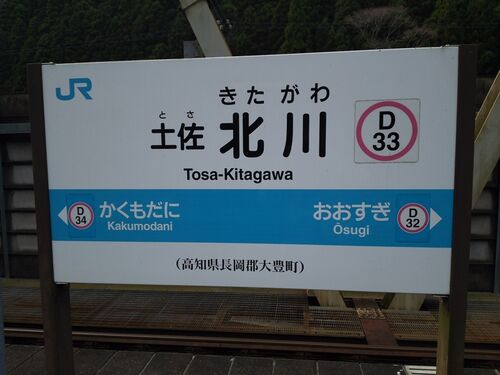 JR
きたがわ
とさ
土佐 北川
D
33
Tosa-Kitagawa
D
34
かくもだに
Kakumodani
おおすぎ
Ōsugi
D
32
(高知県長岡郡大豊町)